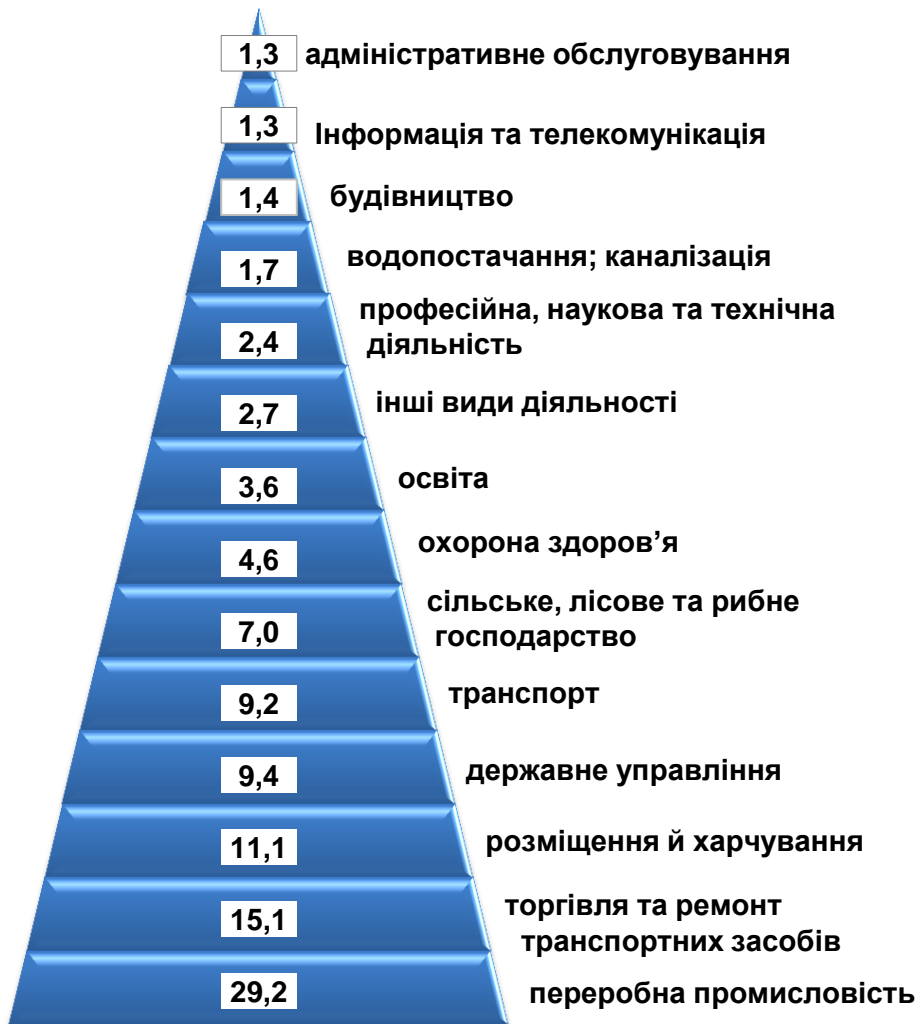 1,3 адміністративне обслуговування
1,3 Інформація та телекомунікація
1,4 будівництво
1,7 водопостачання; каналізація
професійна, наукова та технічна
2,4 діяльність
2,7 інші види діяльності
3,6 освіта
4,6 охорона здоров’я
сільське, лісове та рибне
7,0 господарство
9,2 транспорт
9,4 державне управління
11,1 розміщення й харчування
15,1 торгівля та ремонт
транспортних засобів
29,2 переробна промисловість